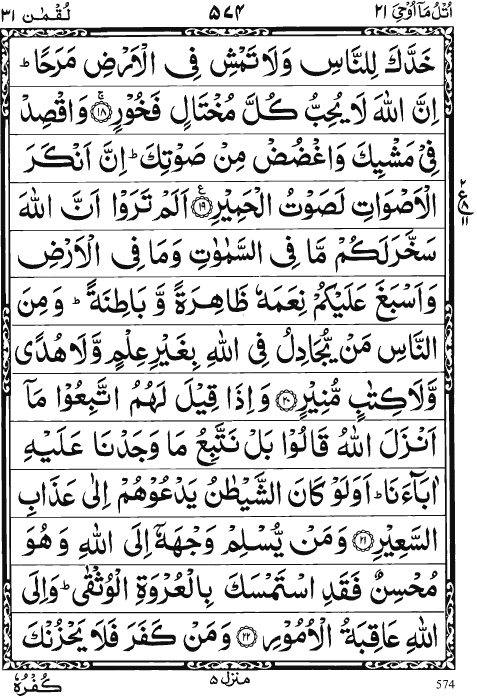 اُتْلُ مَآ اُوْحِیَ ۲۱ ۵۷۴ لُقْمٰن ۳۱
خَدَّكَ لِلنَّاسِ وَلَا تَمْشِ فِی الْاَرْضِ مَرَحًا ؕ
اِنَّ اللّٰهَ لَا یُحِبُّ كُلَّ مُخْتَالٍ فَخُوْرٍ ۚ ۝۱۸ وَاقْصِدْ
فِیْ مَشْیِكَ وَاغْضُضْ مِنْ صَوْتِكَ ؕ اِنَّ اَنْكَرَ
الْاَصْوَاتِ لَصَوْتُ الْحَمِیْرِ ۠ ۝۱۹ اَلَمْ تَرَوْا اَنَّ اللّٰهَ
سَخَّرَ لَكُمْ مَّا فِی السَّمٰوٰتِ وَمَا فِی الْاَرْضِ
وَاَسْبَغَ عَلَیْكُمْ نِعَمَهٗ ظَاهِرَةً وَّ بَاطِنَةً ؕ وَمِنَ
النَّاسِ مَنْ یُّجَادِلُ فِی اللّٰهِ بِغَیْرِ عِلْمٍ وَّلَا هُدًی
وَّلَا كِتٰبٍ مُّنِیْرٍ ۝۲۰ وَاِذَا قِیْلَ لَهُمُ اتَّبِعُوْا مَآ
اَنْزَلَ اللّٰهُ قَالُوْا بَلْ نَتَّبِعُ مَا وَجَدْنَا عَلَیْهِ
اٰبَآءَنَا ؕ اَوَلَوْ كَانَ الشَّیْطٰنُ یَدْعُوْهُمْ اِلٰی عَذَابِ
السَّعِیْرِ ۝۲۱ وَمَنْ یُّسْلِمْ وَجْهَهٗۤ اِلَی اللّٰهِ وَهُوَ
مُحْسِنٌ فَقَدِ اسْتَمْسَكَ بِالْعُرْوَةِ الْوُثْقٰی ؕ وَاِلَی
اللّٰهِ عَاقِبَةُ الْاُمُوْرِ ۝۲۲ وَمَنْ كَفَرَ فَلَا یَحْزُنْكَ
كُفْرُهٗ منزل ۵ 574
۲ ع ۸ ۱۱